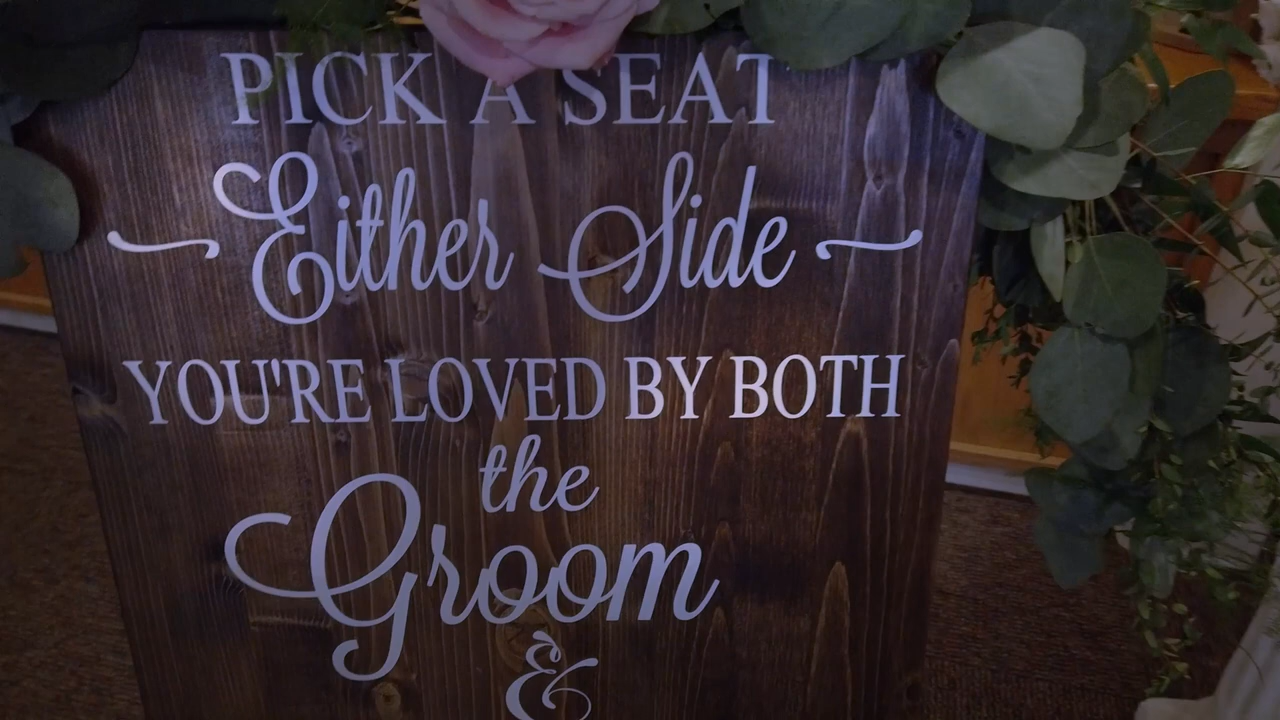 PICK A SEAT
Either Side
YOU'RE LOVED BY BOTH
the
Groom
&